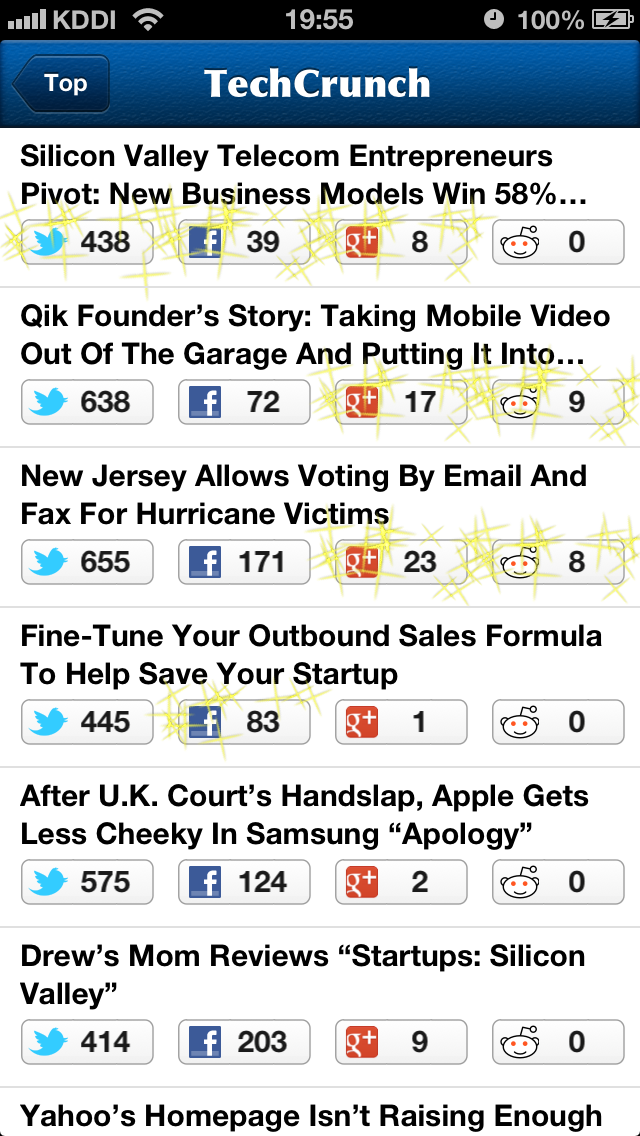 KDDI 19:55 100%
Top TechCrunch
Silicon Valley Telecom Entrepreneurs
Pivot: New Business Models Win 58%...
438 39 8 0
Qik Founder’s Story: Taking Mobile Video
Out Of The Garage And Putting It Into...
638 72 17 9
New Jersey Allows Voting By Email And
Fax For Hurricane Victims
655 171 23 8
Fine-Tune Your Outbound Sales Formula
To Help Save Your Startup
445 83 1 0
After U.K. Court’s Handslap, Apple Gets
Less Cheeky In Samsung “Apology”
575 124 2 0
Drew’s Mom Reviews “Startups: Silicon
Valley”
414 203 9 0
Yahoo’s Homepage Isn’t Raising Enough